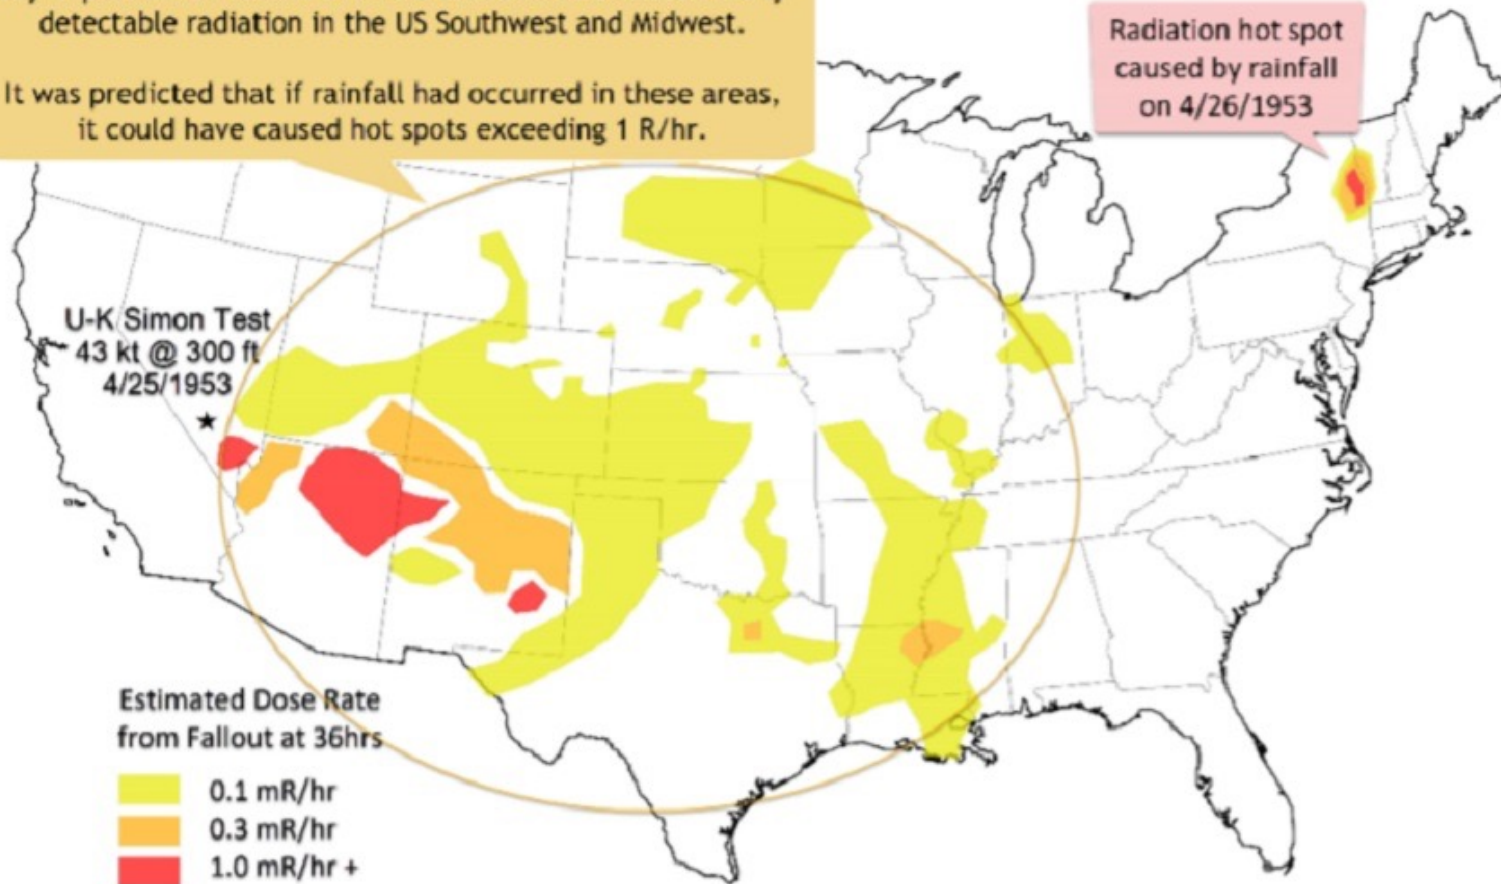 detectable radiation in the US Southwest and Midwest.
It was predicted that if rainfall had occurred in these areas,
it could have caused hot spots exceeding 1 R/hr.
Radiation hot spot
caused by rainfall
on 4/26/1953
U-K Simon Test
43 kt @ 300 ft
4/25/1953
Estimated Dose Rate
from Fallout at 36hrs
0.1 mR/hr
0.3 mR/hr
1.0 mR/hr +